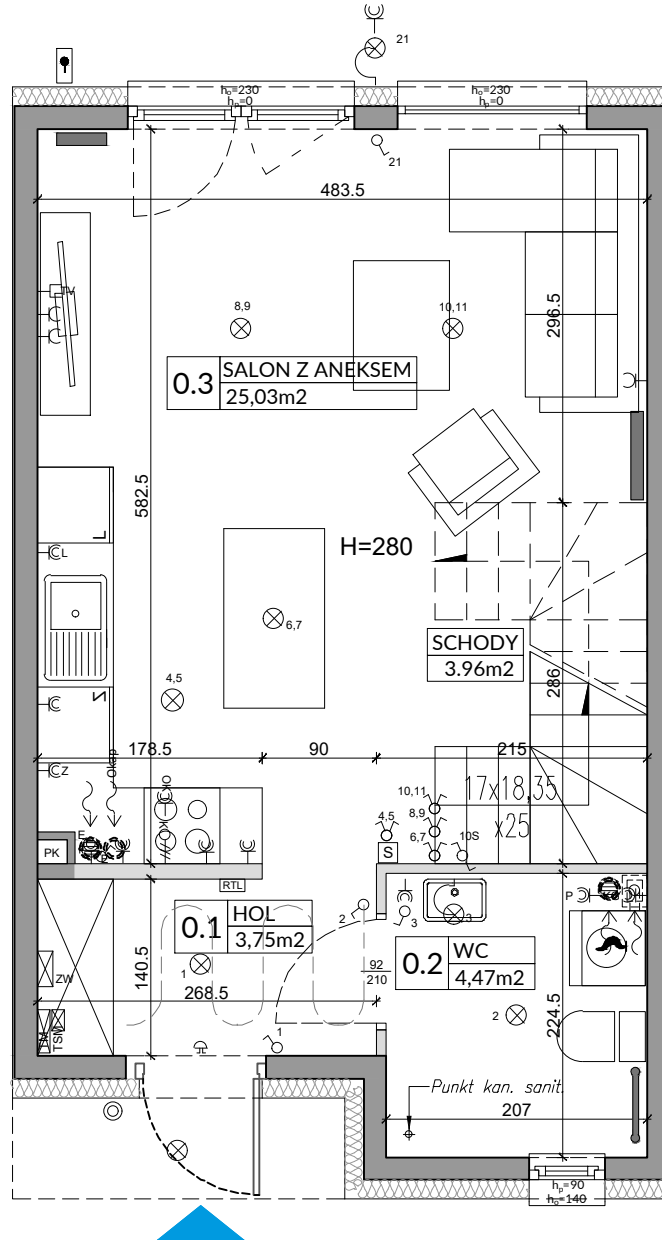 21
hₒ=230
hₚ=0
hₒ=230
hₚ=0
21
483.5
TV
8,9
10,11
296.5
0.3
SALON Z ANEKSEM
25,03m2
582.5
L
L
H=280
6,7
SCHODY
3.96m2
286
4,5
N
Z
178.5
90
215
Okap
17x18,35
x25
10,11
8,9
6,7
4,5
10S
S
E
PK
RTL
0.1
HOL
3,75m2
2
3
3
P
140.5
1
92
210
0.2
WC
4,47m2
ZW
268.5
2
224.5
TM
TSM
1
Punkt kan. sanit.
207
hₚ=90
hₒ=140